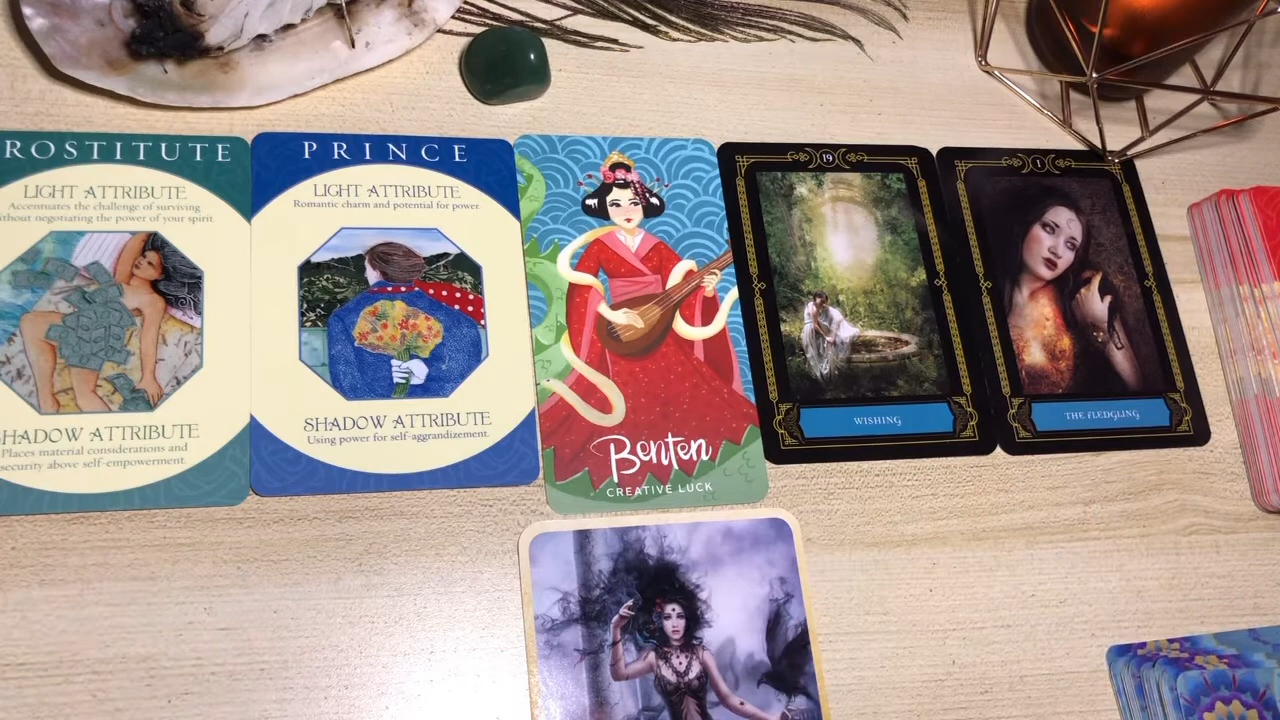 ROSTITUTE
LIGHT ATTRIBUTE
Accentuates the challenge of surviving
ithout negotiating the power of your spirit
SHADOW ATTRIBUTE
Places material considerations and
security above self-empowerment.
PRINCE
LIGHT ATTRIBUTE
Romantic charm and potential for power.
SHADOW ATTRIBUTE
Using power for self-aggrandizement.
Benten
CREATIVE LUCK
19
WISHING
1
THE FLEDGLING